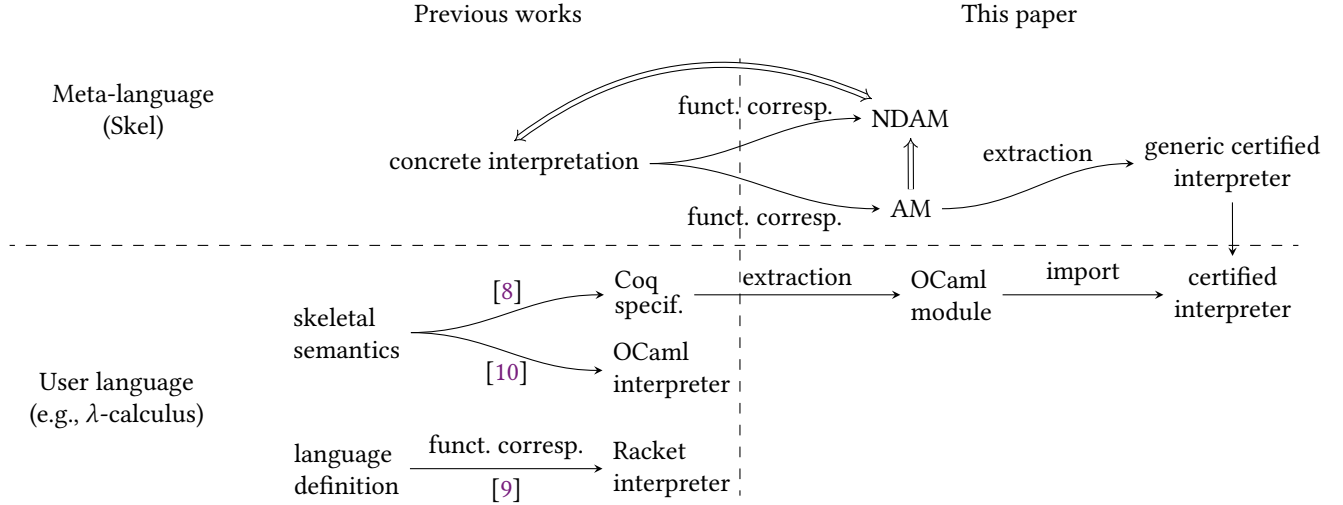 Previous works
This paper
Meta-language
(Skel)
funct. corresp.
NDAM
concrete interpretation
extraction
generic certified
interpreter
AM
funct. corresp.
[8]
Coq
specif.
extraction
OCaml
module
import
certified
interpreter
skeletal
semantics
[10]
OCaml
interpreter
User language
(e.g., λ-calculus)
language
definition
funct. corresp.
[9]
Racket
interpreter